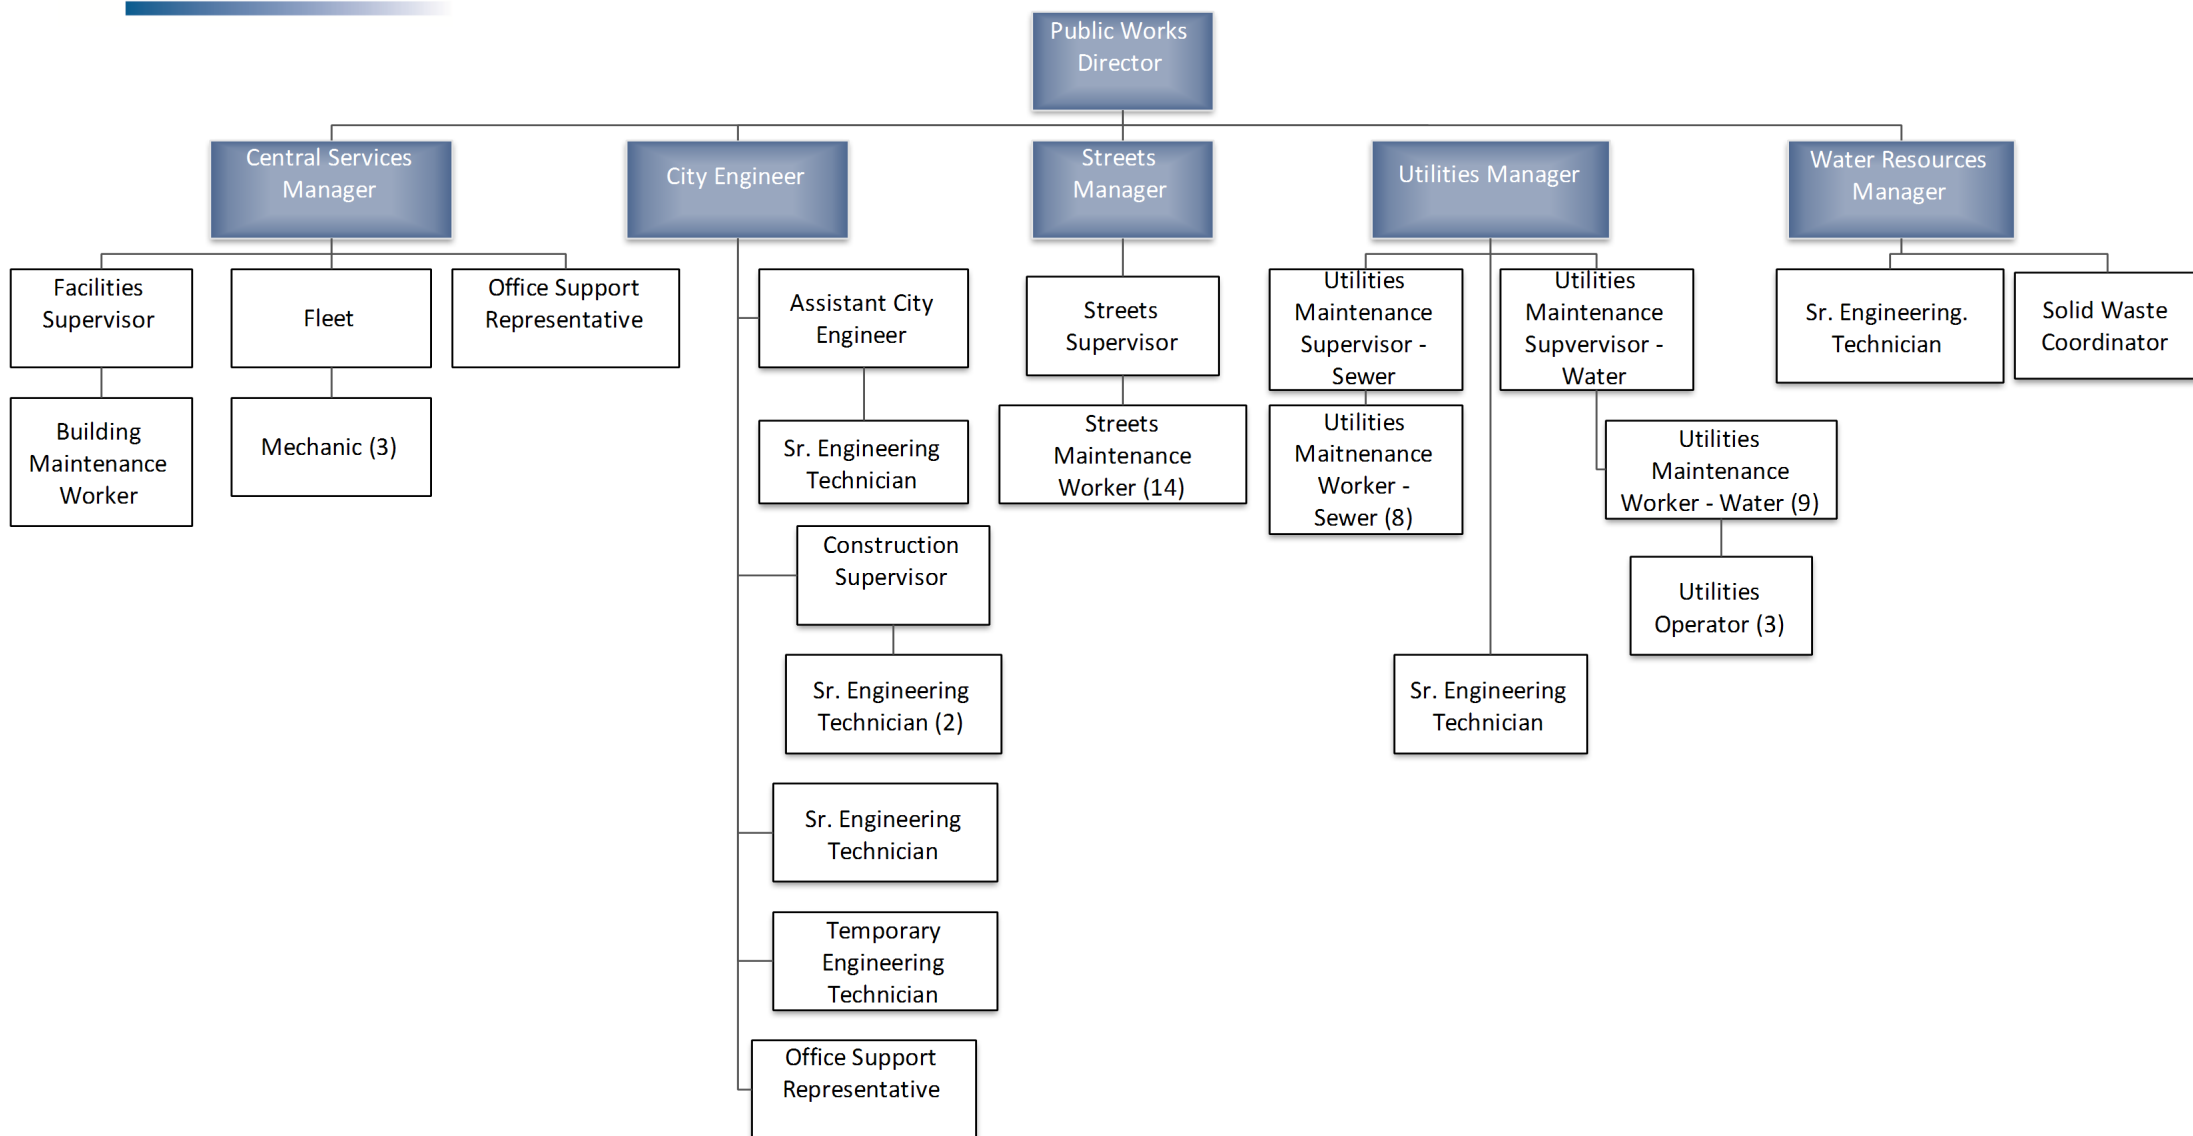 Public Works
Director
Central Services
Manager
City Engineer
Streets
Manager
Utilities Manager
Water Resources
Manager
Facilities
Supervisor
Fleet
Office Support
Representative
Building
Maintenance
Worker
Mechanic (3)
Assistant City
Engineer
Sr. Engineering
Technician
Construction
Supervisor
Sr. Engineering
Technician (2)
Sr. Engineering
Technician
Temporary
Engineering
Technician
Office Support
Representative
Streets
Supervisor
Streets
Maintenance
Worker (14)
Utilities
Maintenance
Supervisor -
Sewer
Utilities
Maitnenance
Worker -
Sewer (8)
Utilities
Maintenance
Supvervisor -
Water
Utilities
Maintenance
Worker - Water (9)
Utilities
Operator (3)
Sr. Engineering
Technician
Sr. Engineering.
Technician
Solid Waste
Coordinator